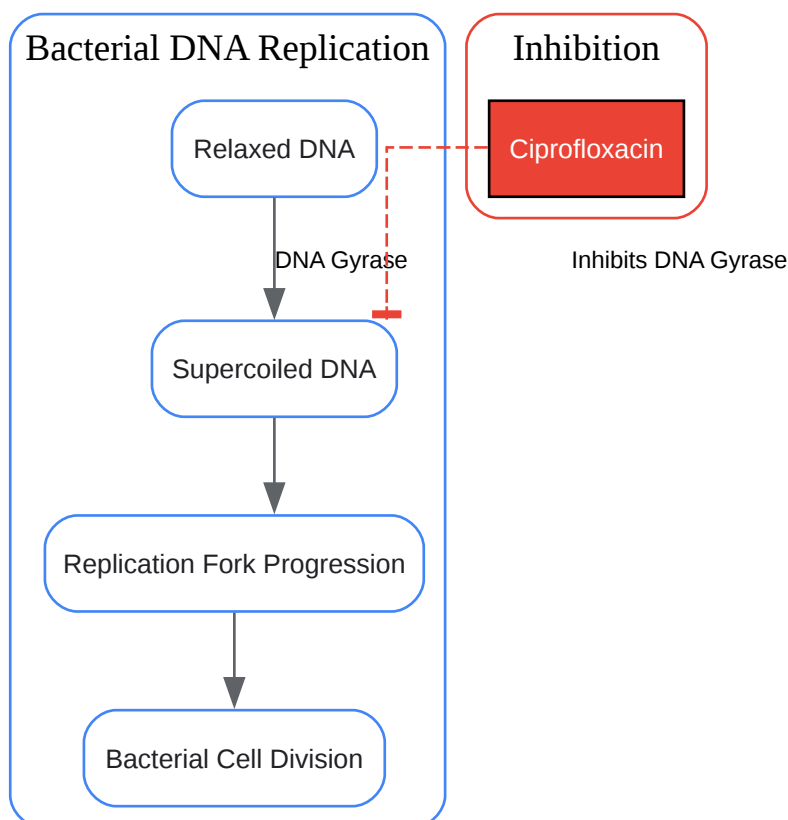 Bacterial DNA Replication
Inhibition
Relaxed DNA
Ciprofloxacin
DNA Gyrase
Inhibits DNA Gyrase
Supercoiled DNA
Replication Fork Progression
Bacterial Cell Division